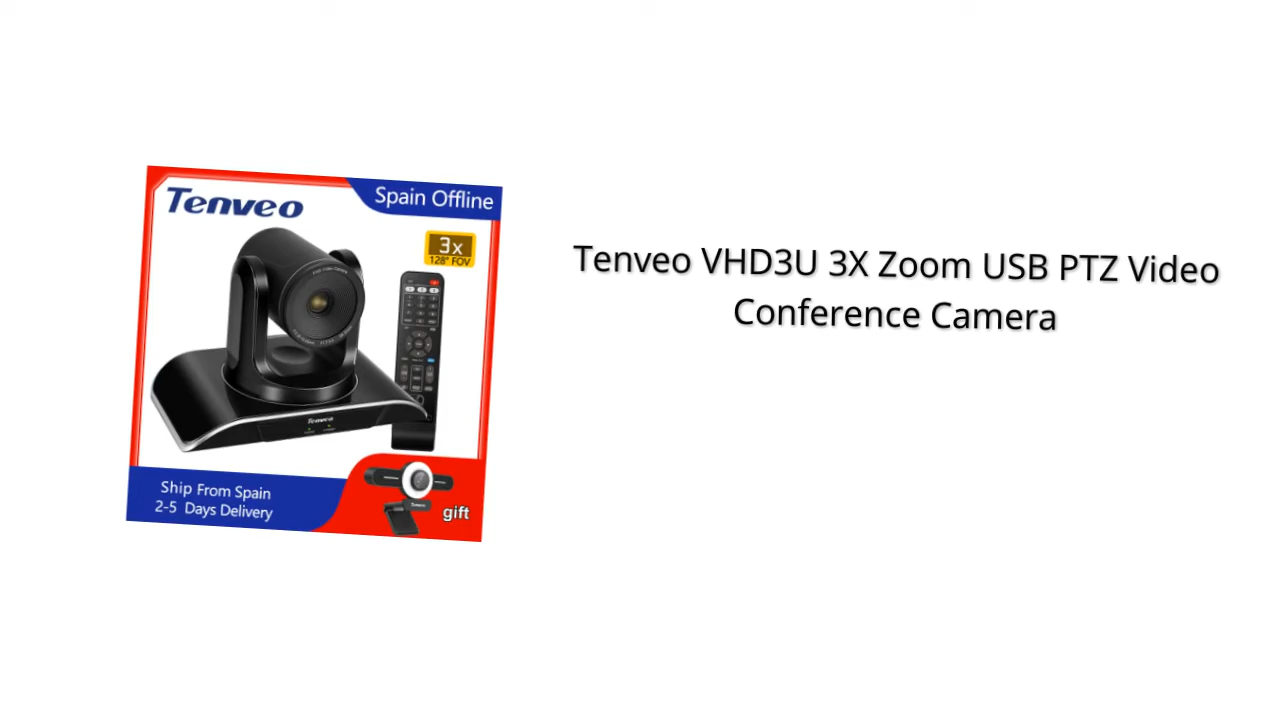 Tenveo
Spain Offline
3x
128° FOV
Tenveo VHD3U 3X Zoom USB PTZ Video
Conference Camera
Tenveo
Ship From Spain
2-5 Days Delivery
gift